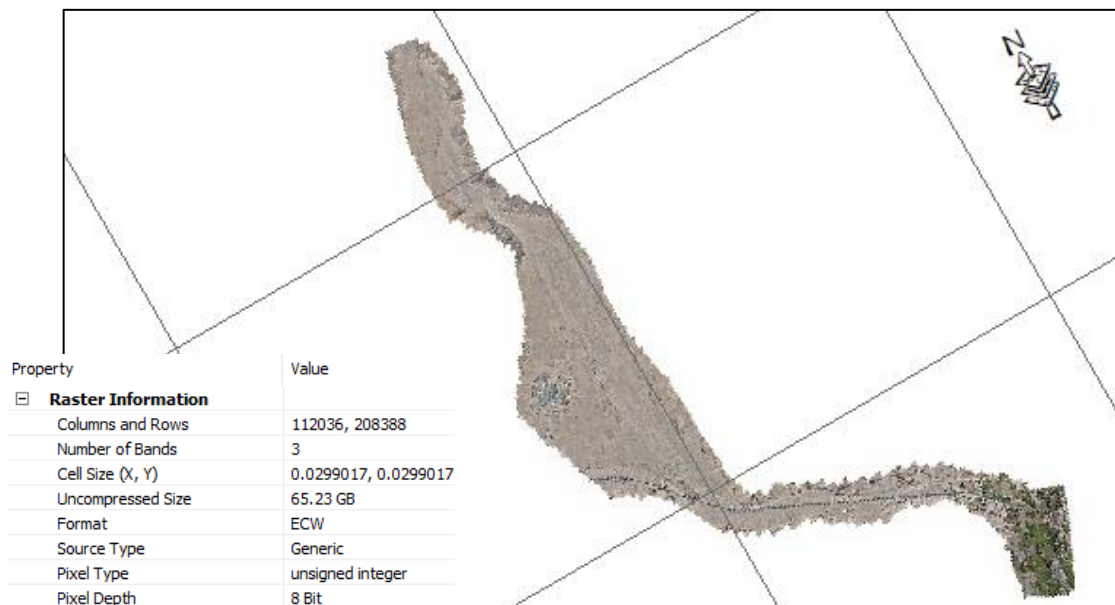 N
Property Value
Raster Information
Columns and Rows 112036, 208388
Number of Bands 3
Cell Size (X, Y) 0.0299017, 0.0299017
Uncompressed Size 65.23 GB
Format ECW
Source Type Generic
Pixel Type unsigned integer
Pixel Depth 8 Bit